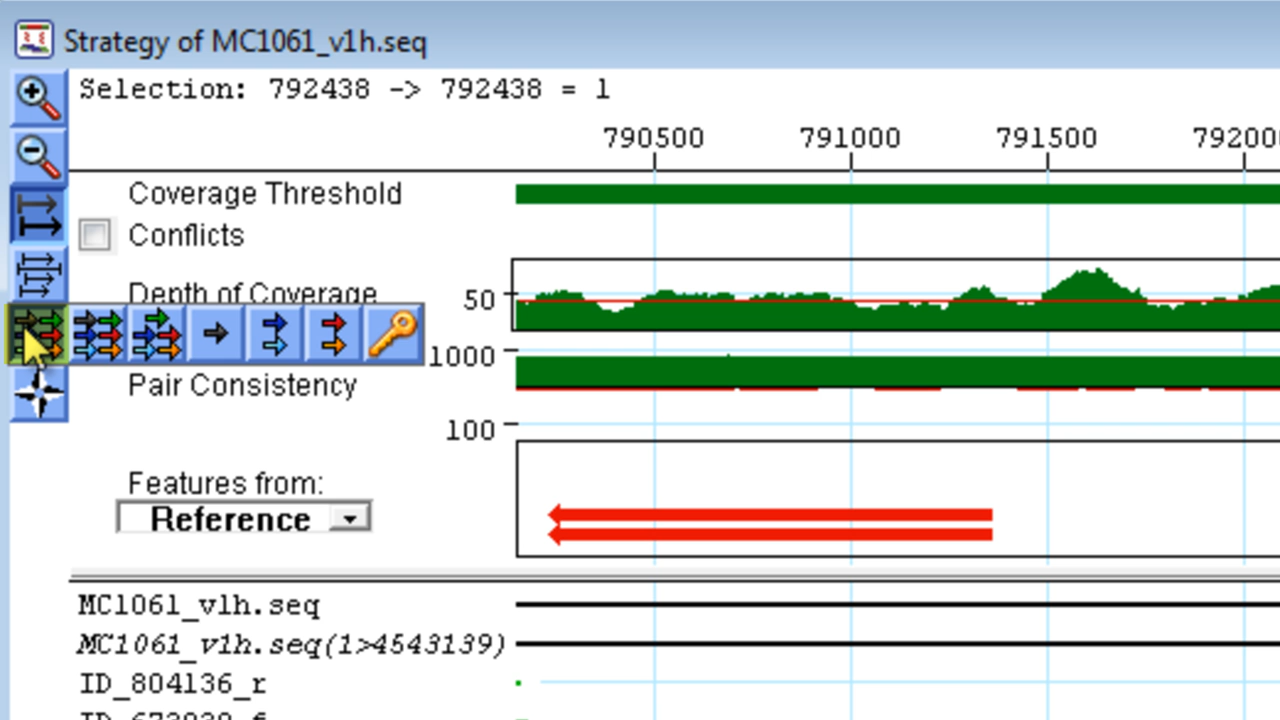 Strategy of MC1061_v1h.seq
Selection: 792438 -> 792438 = 1
790500 791000 791500 79200
Coverage Threshold
Conflicts
Depth of Coverage
50
1000
Pair Consistency
100
Features from:
Reference
MC1061_v1h.seq
MC1061_v1h.seq(1>4543139)
ID_804136_r